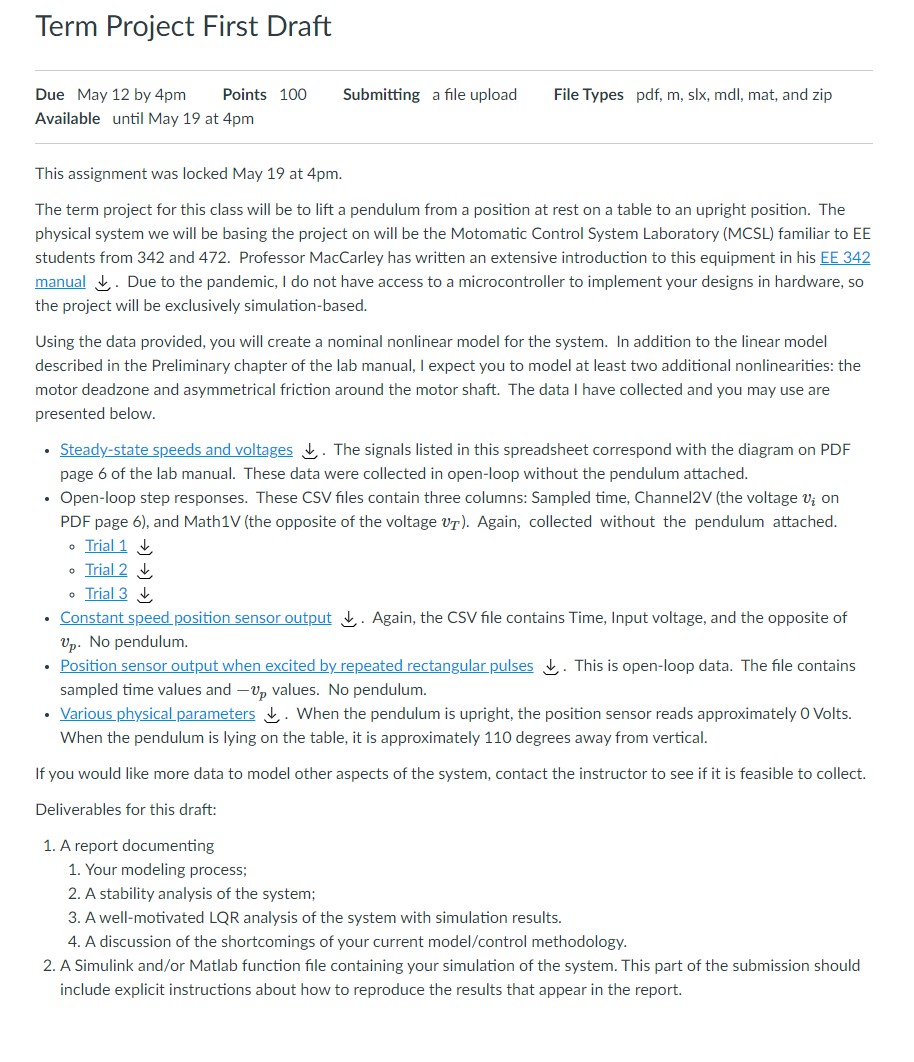 Term Project First Draft
Due May 12 by 4pm Points 100 Submitting a file upload File Types pdf, m, slx, mdl, mat, and zip
Available until May 19 at 4pm
This assignment was locked May 19 at 4pm.
The term project for this class will be to lift a pendulum from a position at rest on a table to an upright position. The
physical system we will be basing the project on will be the Motomatic Control System Laboratory (MCSL) familiar to EE
students from 342 and 472. Professor MacCarley has written an extensive introduction to this equipment in his EE 342
manual . Due to the pandemic, I do not have access to a microcontroller to implement your designs in hardware, so
the project will be exclusively simulation-based.
Using the data provided, you will create a nominal nonlinear model for the system. In addition to the linear model
described in the Preliminary chapter of the lab manual, I expect you to model at least two additional nonlinearities: the
motor deadzone and asymmetrical friction around the motor shaft. The data I have collected and you may use are
presented below.
• Steady-state speeds and voltages . The signals listed in this spreadsheet correspond with the diagram on PDF
page 6 of the lab manual. These data were collected in open-loop without the pendulum attached.
• Open-loop step responses. These CSV files contain three columns: Sampled time, Channel2V (the voltage v_i on
PDF page 6), and Math1V (the opposite of the voltage v_T). Again, collected without the pendulum attached.
◦ Trial 1
◦ Trial 2
◦ Trial 3
• Constant speed position sensor output . Again, the CSV file contains Time, Input voltage, and the opposite of
v_p. No pendulum.
• Position sensor output when excited by repeated rectangular pulses . This is open-loop data. The file contains
sampled time values and −v_p values. No pendulum.
• Various physical parameters . When the pendulum is upright, the position sensor reads approximately 0 Volts.
When the pendulum is lying on the table, it is approximately 110 degrees away from vertical.
If you would like more data to model other aspects of the system, contact the instructor to see if it is feasible to collect.
Deliverables for this draft:
1. A report documenting
1. Your modeling process;
2. A stability analysis of the system;
3. A well-motivated LQR analysis of the system with simulation results.
4. A discussion of the shortcomings of your current model/control methodology.
2. A Simulink and/or Matlab function file containing your simulation of the system. This part of the submission should
include explicit instructions about how to reproduce the results that appear in the report.